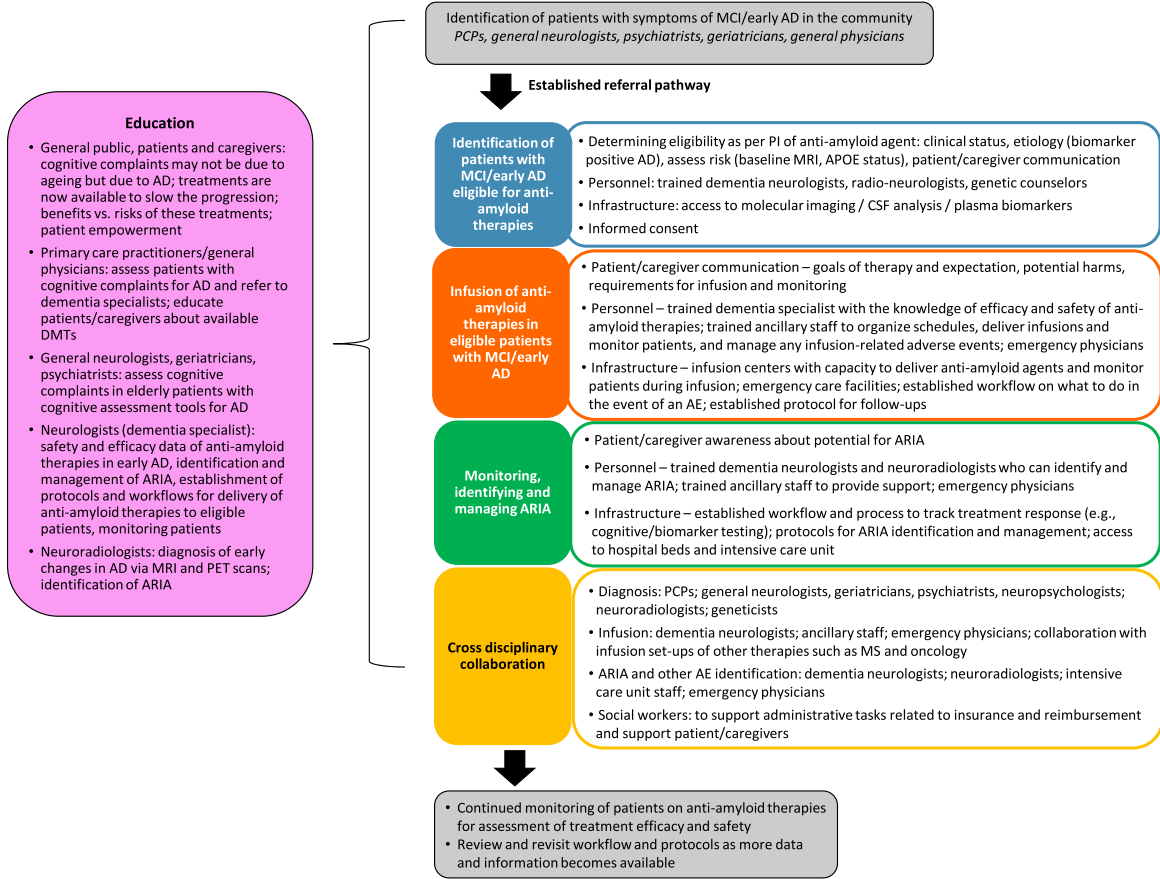 Identification of patients with symptoms of MCI/early AD in the community
PCPs, general neurologists, psychiatrists, geriatricians, general physicians
Established referral pathway
Education
• General public, patients and caregivers:
cognitive complaints may not be due to
ageing but due to AD; treatments are
now available to slow the progression;
benefits vs. risks of these treatments;
patient empowerment
• Primary care practitioners/general
physicians: assess patients with
cognitive complaints for AD and refer to
dementia specialists; educate
patients/caregivers about available
DMTs
• General neurologists, geriatricians,
psychiatrists: assess cognitive
complaints in elderly patients with
cognitive assessment tools for AD
• Neurologists (dementia specialist):
safety and efficacy data of anti-amyloid
therapies in early AD, identification and
management of ARIA, establishment of
protocols and workflows for delivery of
anti-amyloid therapies to eligible
patients, monitoring patients
• Neuroradiologists: diagnosis of early
changes in AD via MRI and PET scans;
identification of ARIA
Identification of
patients with
MCI/early AD
eligible for anti-
amyloid
therapies
• Determining eligibility as per PI of anti-amyloid agent: clinical status, etiology (biomarker
positive AD), assess risk (baseline MRI, APOE status), patient/caregiver communication
• Personnel: trained dementia neurologists, radio-neurologists, genetic counselors
• Infrastructure: access to molecular imaging / CSF analysis / plasma biomarkers
• Informed consent
Infusion of anti-
amyloid
therapies in
eligible patients
with MCI/early
AD
• Patient/caregiver communication – goals of therapy and expectation, potential harms,
requirements for infusion and monitoring
• Personnel – trained dementia specialist with the knowledge of efficacy and safety of anti-
amyloid therapies; trained ancillary staff to organize schedules, deliver infusions and
monitor patients, and manage any infusion-related adverse events; emergency physicians
• Infrastructure – infusion centers with capacity to deliver anti-amyloid agents and monitor
patients during infusion; emergency care facilities; established workflow on what to do in
the event of an AE; established protocol for follow-ups
Monitoring,
identifying and
managing ARIA
• Patient/caregiver awareness about potential for ARIA
• Personnel – trained dementia neurologists and neuroradiologists who can identify and
manage ARIA; trained ancillary staff to provide support; emergency physicians
• Infrastructure – established workflow and process to track treatment response (e.g.,
cognitive/biomarker testing); protocols for ARIA identification and management; access
to hospital beds and intensive care unit
Cross disciplinary
collaboration
• Diagnosis: PCPs; general neurologists, geriatricians, psychiatrists, neuropsychologists;
neuroradiologists; geneticists
• Infusion: dementia neurologists; ancillary staff; emergency physicians; collaboration with
infusion set-ups of other therapies such as MS and oncology
• ARIA and other AE identification: dementia neurologists; neuroradiologists; intensive
care unit staff; emergency physicians
• Social workers: to support administrative tasks related to insurance and reimbursement
and support patient/caregivers
• Continued monitoring of patients on anti-amyloid therapies
for assessment of treatment efficacy and safety
• Review and revisit workflow and protocols as more data
and information becomes available